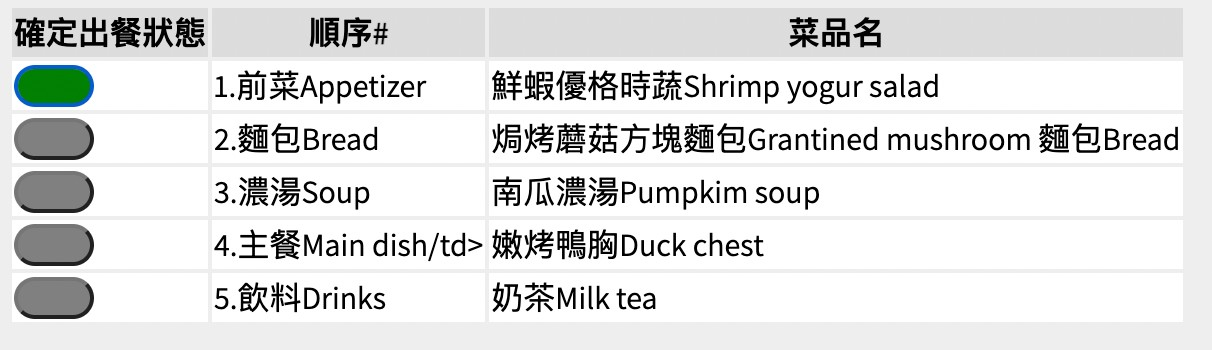 確定出餐狀態 順序# 菜品名
1.前菜Appetizer 鮮蝦優格時蔬Shrimp yogur salad
2.麵包Bread 焗烤蘑菇方塊麵包Grantined mushroom 麵包Bread
3.濃湯Soup 南瓜濃湯Pumpkim soup
4.主餐Main dish/td> 嫩烤鴨胸Duck chest
5.飲料Drinks 奶茶Milk tea